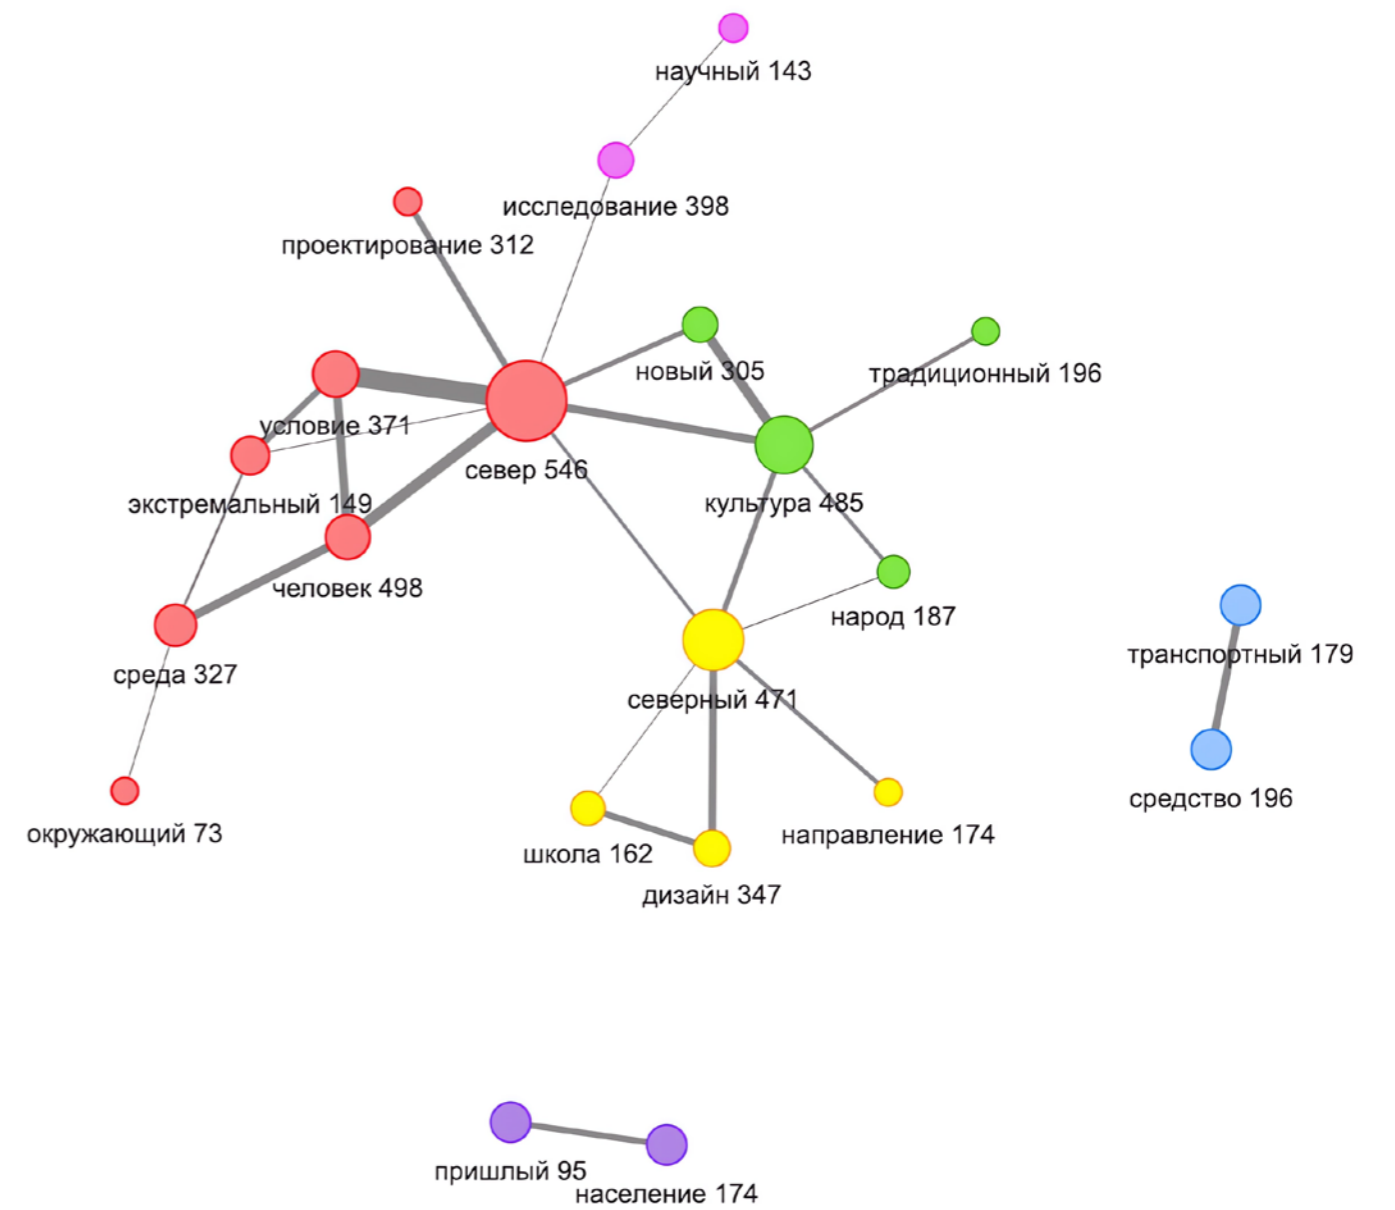 научный 143
исследование 398
проектирование 312
новый 305
традиционный 196
условие 371
север 546
экстремальный 149
культура 485
человек 498
народ 187
транспортный 179
среда 327
северный 471
средство 196
окружающий 73
направление 174
школа 162
дизайн 347
пришлый 95
население 174